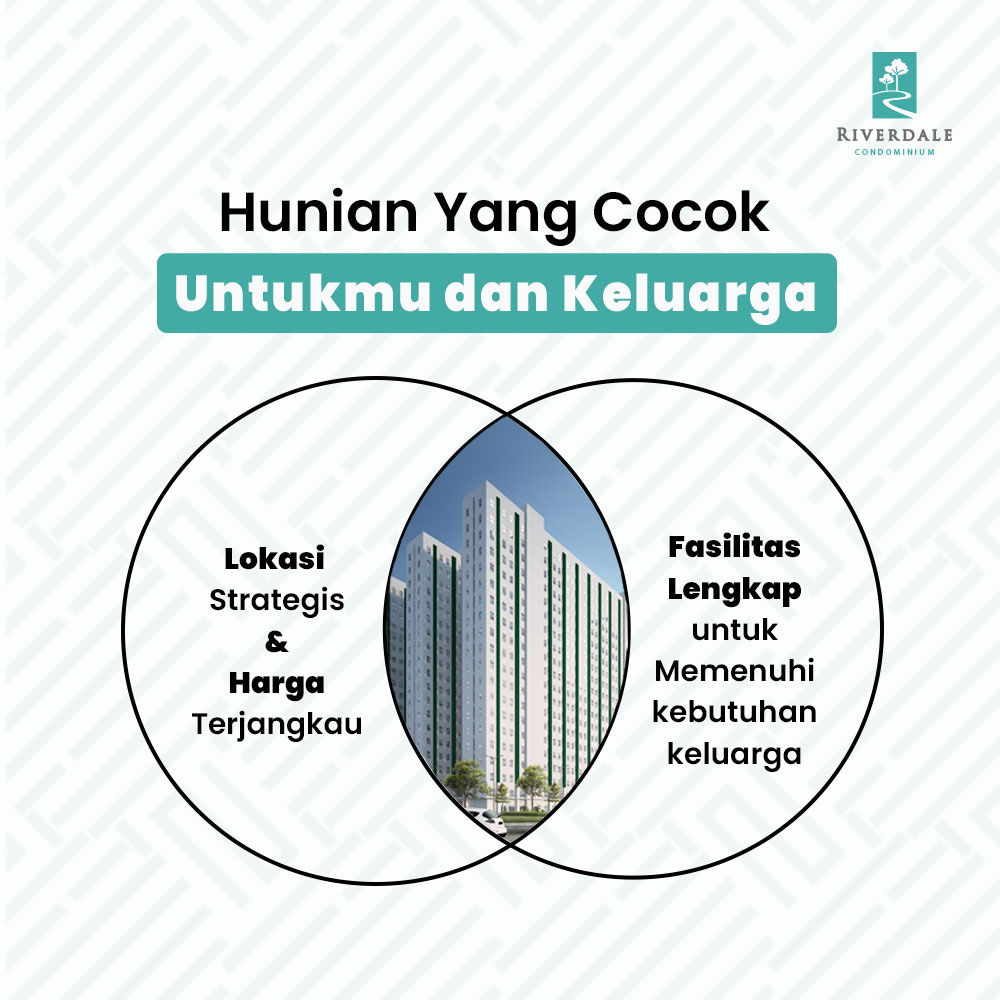 RIVERDALE
CONDOMINIUM
Hunian Yang Cocok
Untukmu dan Keluarga
Lokasi
Strategis
&
Harga
Terjangkau
Fasilitas
Lengkap
untuk
Memenuhi
kebutuhan
keluarga